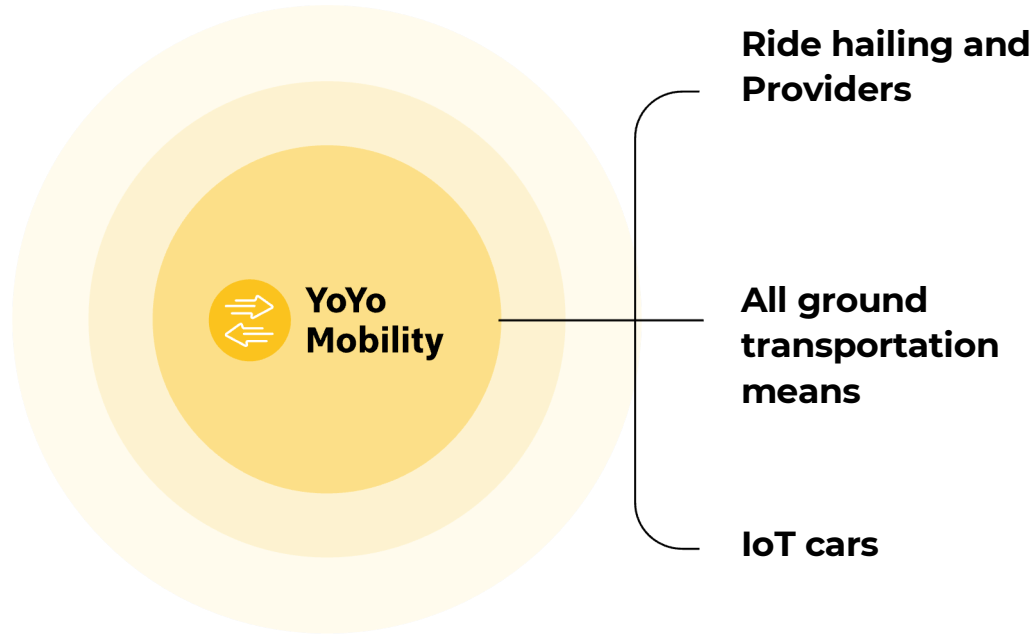 Ride hailing and
Providers
YoYo
Mobility
All ground
transportation
means
IoT cars